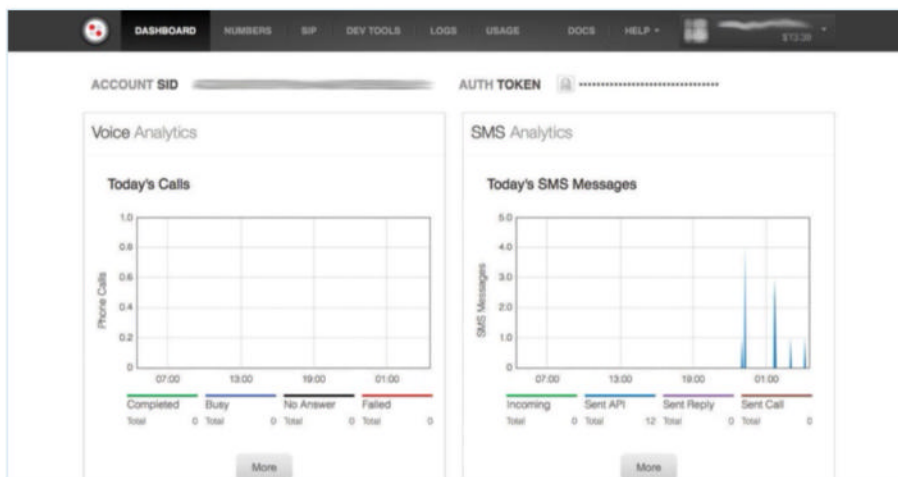 DASHBOARD NUMBERS SIP DEV TOOLS LOGS USAGE DOCS HELP
$13.39
ACCOUNT SID
AUTH TOKEN
Voice Analytics
Today's Calls
Phone Calls
1.0
0.8
0.6
0.4
0.2
0
07:00 13:00 19:00 01:00
Completed Busy No Answer Failed
Total 0 Total 0 Total 0 Total 0
More
SMS Analytics
Today's SMS Messages
SMS Messages
5.0
4.0
3.0
2.0
1.0
0
07:00 13:00 19:00 01:00
Incoming Sent API Sent Reply Sent Call
Total 0 Total 12 Total 0 Total 0
More